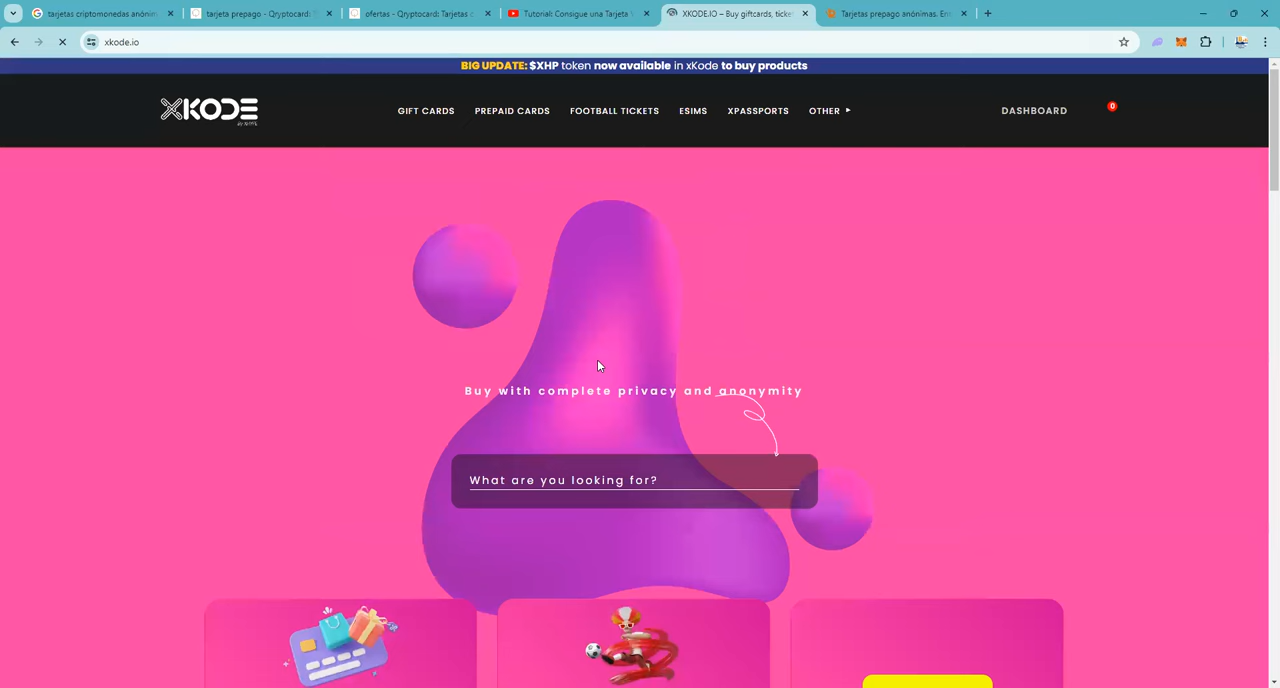 tarjetas criptomonedas anónim
tarjeta prepago - Qryptocard:
ofertas - Qryptocard: Tarjetas c
Tutorial: Consigue una Tarjeta V
XKODE.IO – Buy giftcards, ticke
Tarjetas prepago anónimas. En
xkode.io
BIG UPDATE: $XHP token now available in xKode to buy products
XKODE
GIFT CARDS
PREPAID CARDS
FOOTBALL TICKETS
ESIMS
XPASSPORTS
OTHER
DASHBOARD
0
Buy with complete privacy and anonymity
What are you looking for?